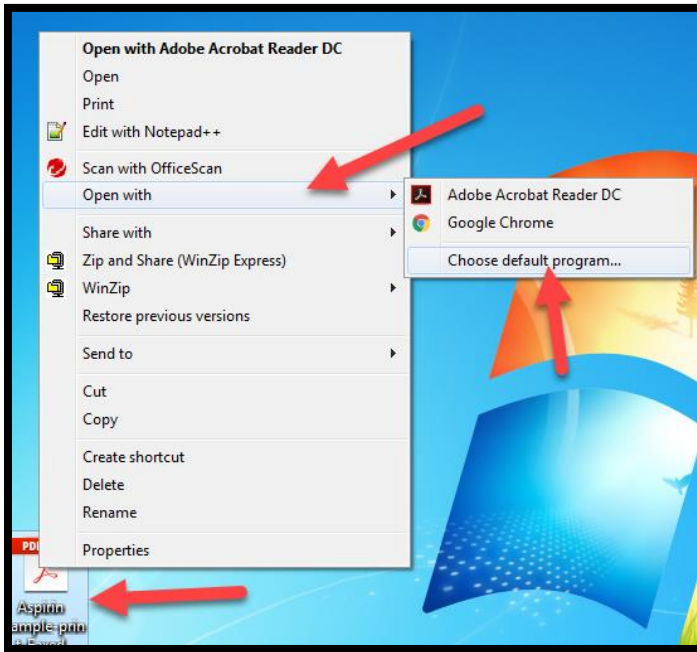 Open with Adobe Acrobat Reader DC
Open
Print
Edit with Notepad++
Scan with OfficeScan
Open with
Adobe Acrobat Reader DC
Google Chrome
Choose default program...
Share with
Zip and Share (WinZip Express)
WinZip
Restore previous versions
Send to
Cut
Copy
Create shortcut
Delete
Rename
Properties
Aspirin
ample-prin